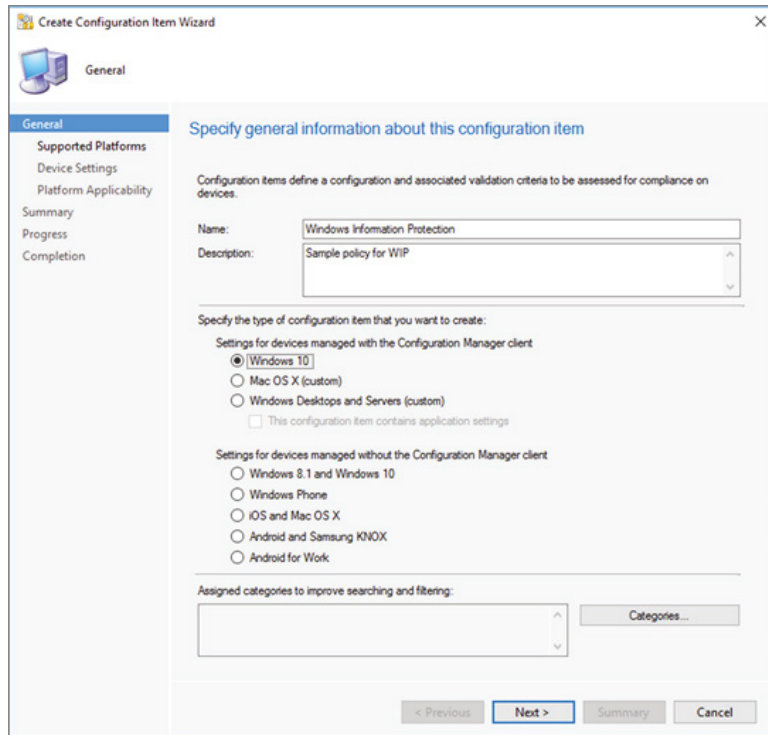 Create Configuration Item Wizard
General
General
Supported Platforms
Device Settings
Platform Applicability
Summary
Progress
Completion
Specify general information about this configuration item
Configuration items define a configuration and associated validation criteria to be assessed for compliance on
devices.
Name: Windows Information Protection
Description: Sample policy for WIP
Specify the type of configuration item that you want to create:
Settings for devices managed with the Configuration Manager client
Windows 10
Mac OS X (custom)
Windows Desktops and Servers (custom)
This configuration item contains application settings
Settings for devices managed without the Configuration Manager client
Windows 8.1 and Windows 10
Windows Phone
iOS and Mac OS X
Android and Samsung KNOX
Android for Work
Assigned categories to improve searching and filtering:
Categories...
< Previous Next > Summary Cancel